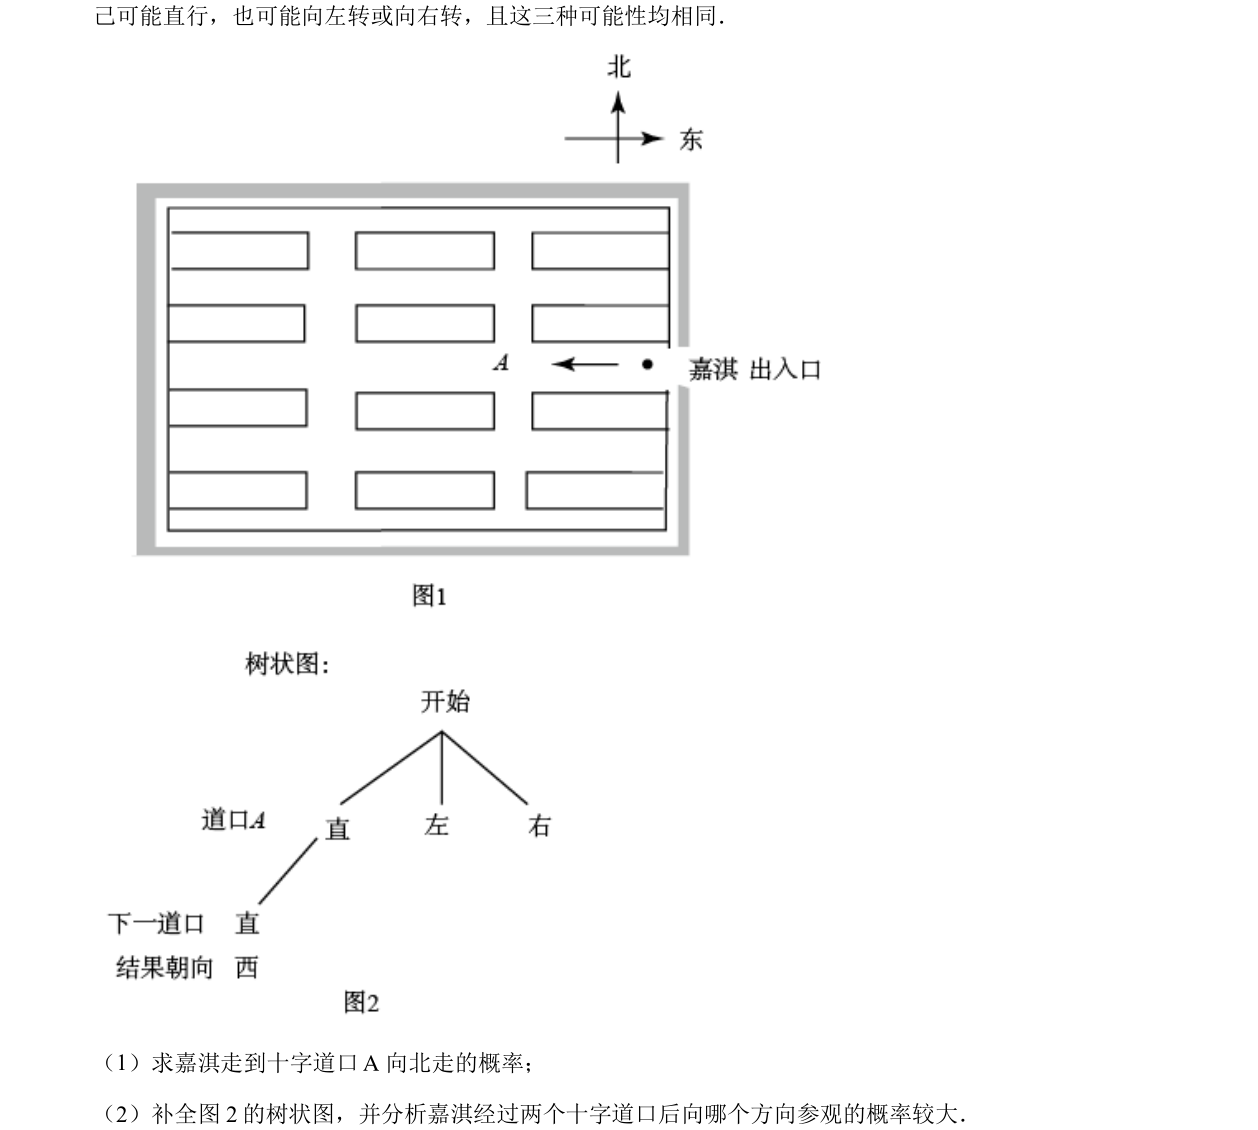 己可能直行，也可能向左转或向右转，且这三种可能性均相同．
北
东
A
嘉淇 出入口
图1
树状图：
开始
道口A 直 左 右
下一道口 直
结果朝向 西
图2
（1）求嘉淇走到十字道口 A 向北走的概率；
（2）补全图 2 的树状图，并分析嘉淇经过两个十字道口后向哪个方向参观的概率较大．